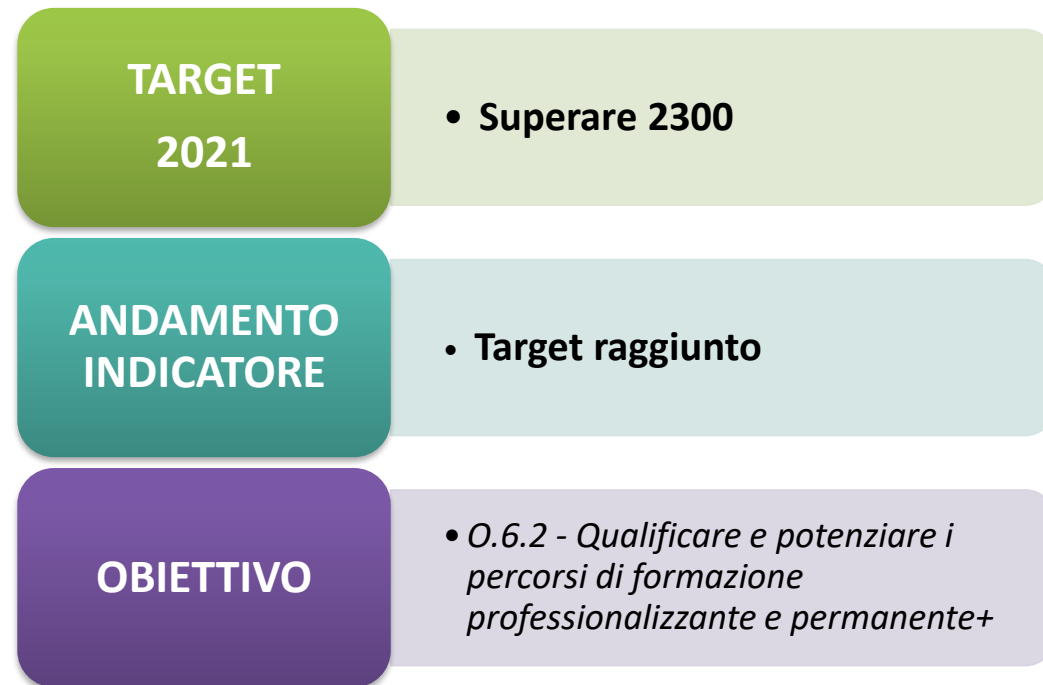 TARGET
2021
• Superare 2300
ANDAMENTO
INDICATORE
• Target raggiunto
OBIETTIVO
• O.6.2 - Qualificare e potenziare i
percorsi di formazione
professionalizzante e permanente+